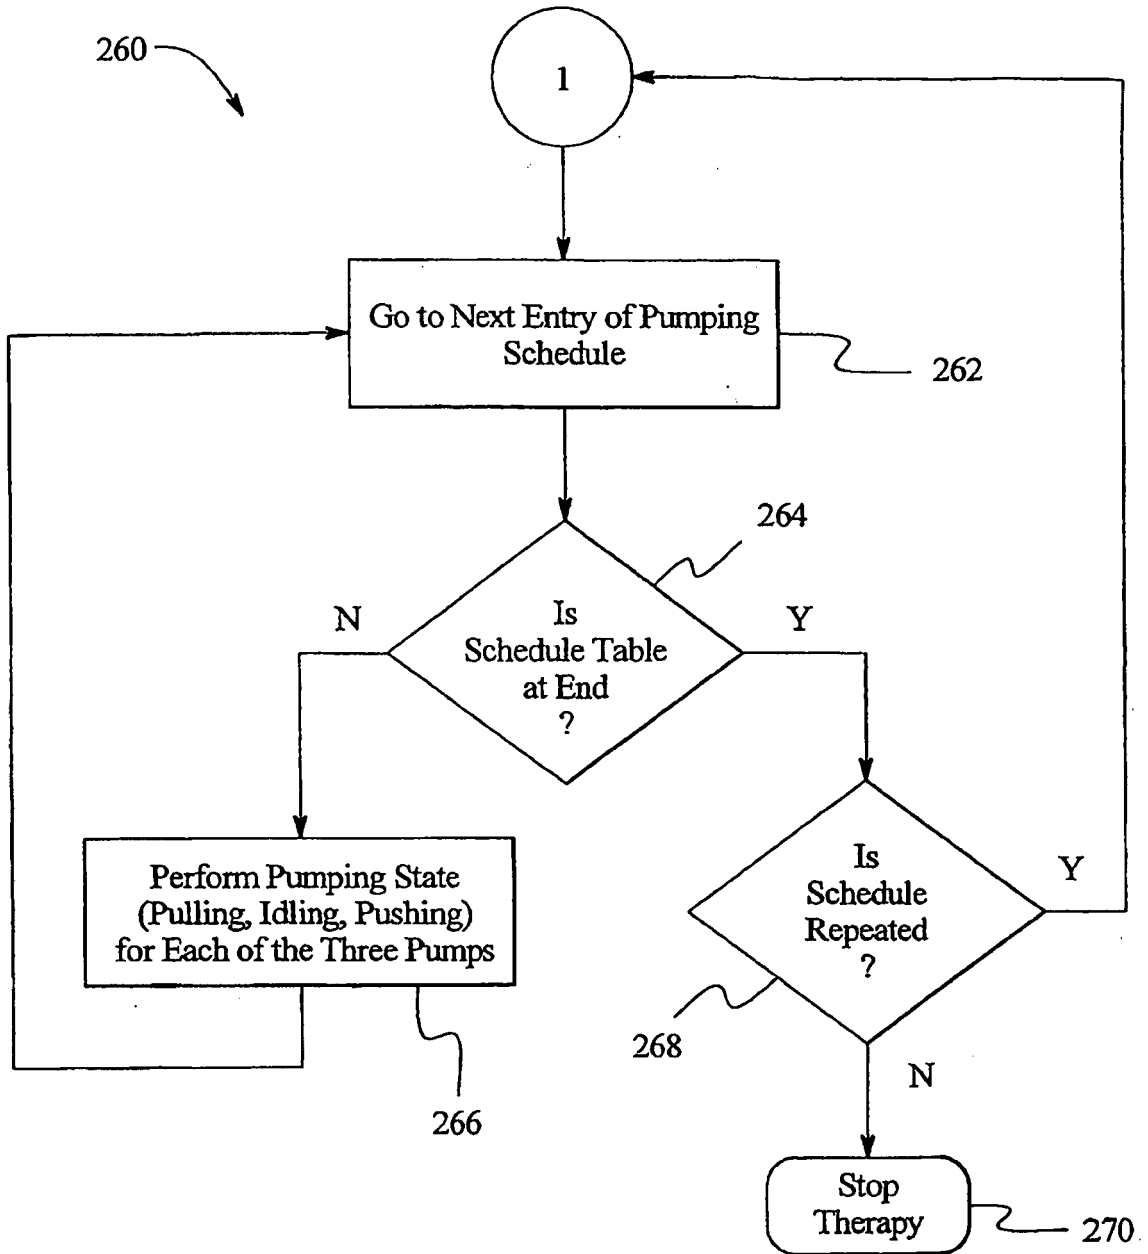 260
1
Go to Next Entry of Pumping
Schedule
262
264
N
Is
Schedule Table
at End
?
Y
Perform Pumping State
(Pulling, Idling, Pushing)
for Each of the Three Pumps
266
Is
Schedule
Repeated
?
Y
268
N
Stop
Therapy
270